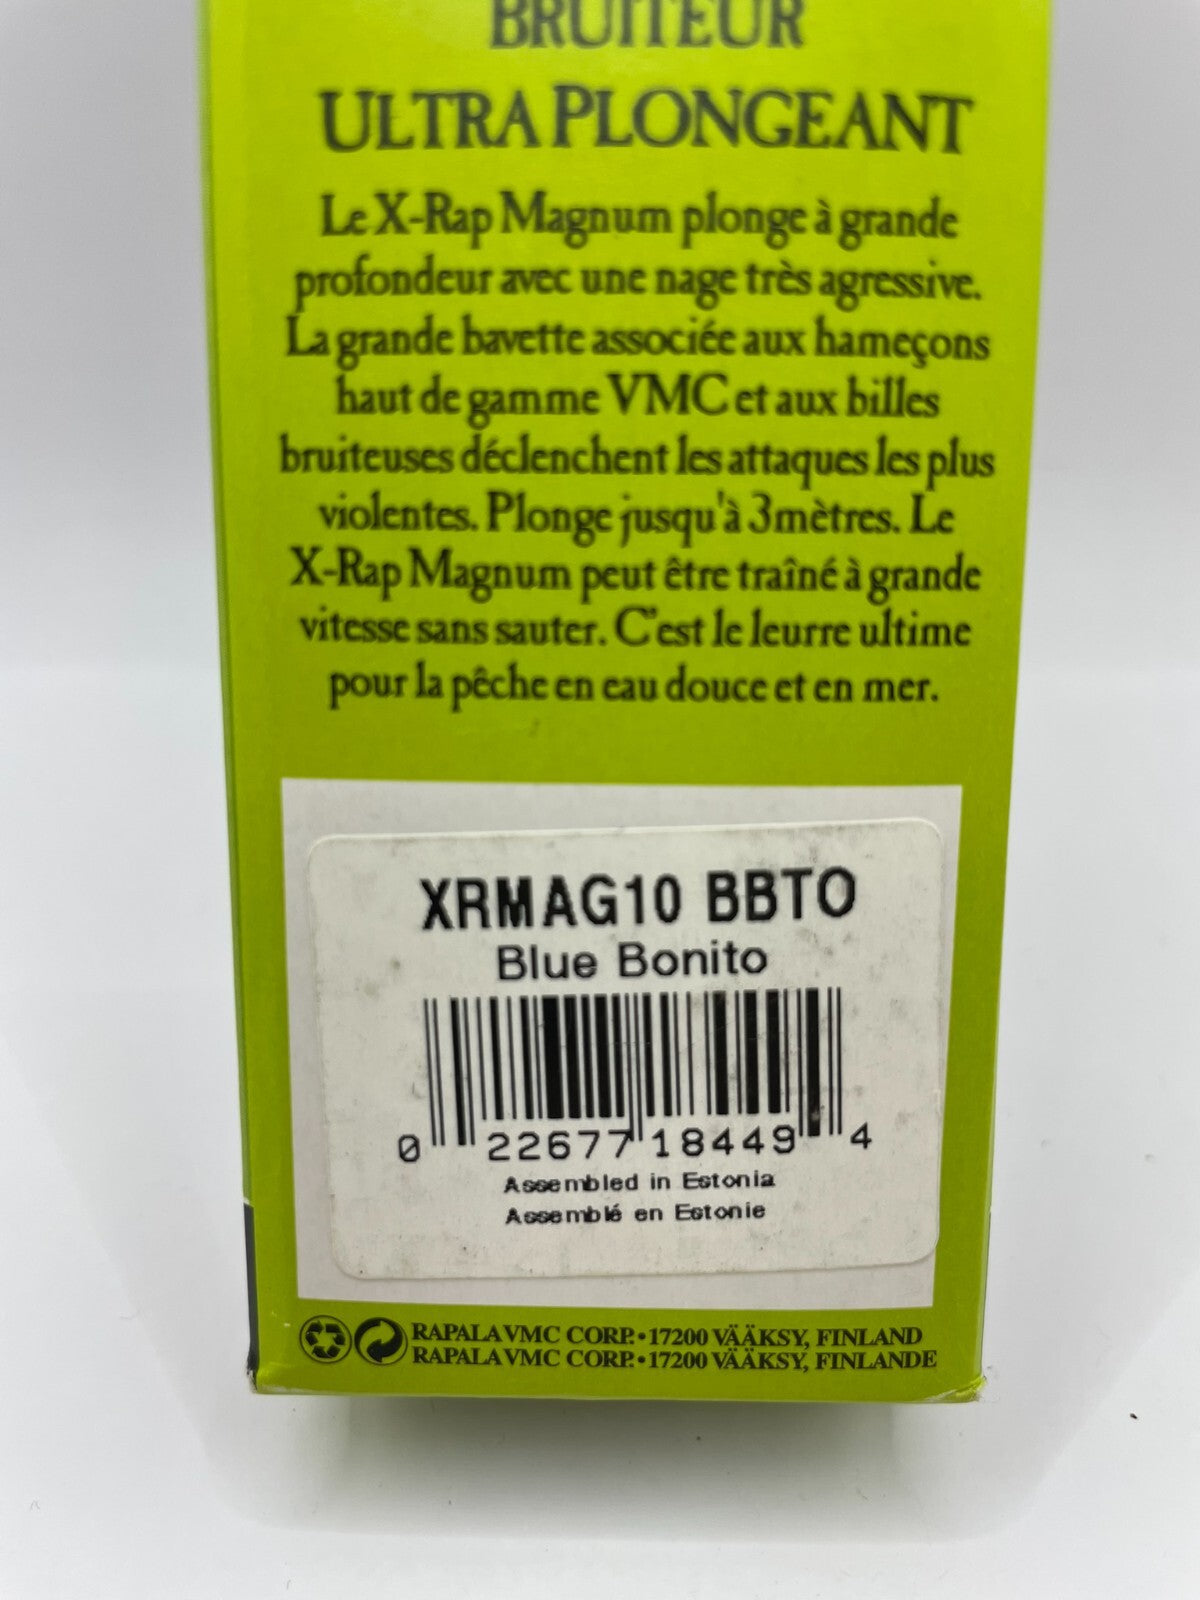 BRUITEUR
ULTRA PLONGEANT
Le X-Rap Magnum plonge à grande
profondeur avec une nage très agressive.
La grande bavette associée aux hameçons
haut de gamme VMC et aux billes
bruiteuses déclenchent les attaques les plus
violentes. Plonge jusqu'à 3mètres. Le
X-Rap Magnum peut être traîné à grande
vitesse sans sauter. C'est le leurre ultime
pour la pêche en eau douce et en mer.
XRMAG10 BBTO
Blue Bonito
0 22677 18449 4
Assembled in Estonia
Assemblé en Estonie
RAPALA VMC CORP. • 17200 VÄÄKSY, FINLAND
RAPALA VMC CORP. • 17200 VÄÄKSY, FINLANDE